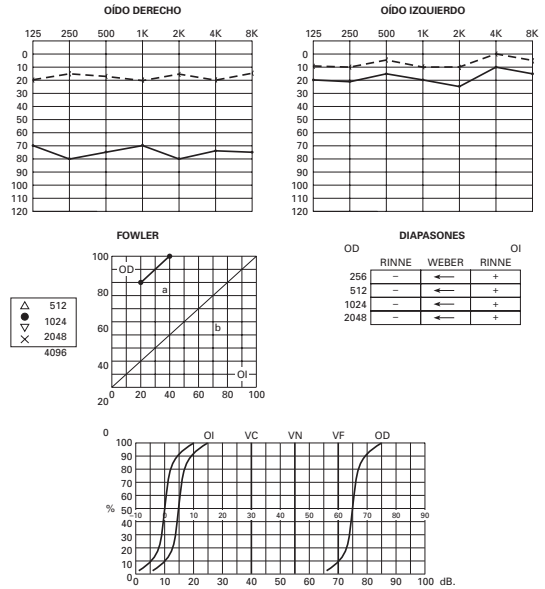 OÍDO DERECHO
125 250 500 1K 2K 4K 8K
0
10
20
30
40
50
60
70
80
90
100
110
120
OÍDO IZQUIERDO
125 250 500 1K 2K 4K 8K
0
10
20
30
40
50
60
70
80
90
100
110
120
FOWLER
△ 512
● 1024
▽ 2048
✕ 4096
100
80
60
40
20
0
OD
a
b
OI
0 20 40 60 80 100
DIAPASONES
OD OI
RINNE WEBER RINNE
256 – ← +
512 – ← +
1024 – ← +
2048 – ← +
OI VC VN VF OD
100
90
80
70
60
% 50
40
30
20
10
0
–10 0 10 20 30 40 50 60 70 80 90
0 10 20 30 40 50 60 70 80 90 100 dB.